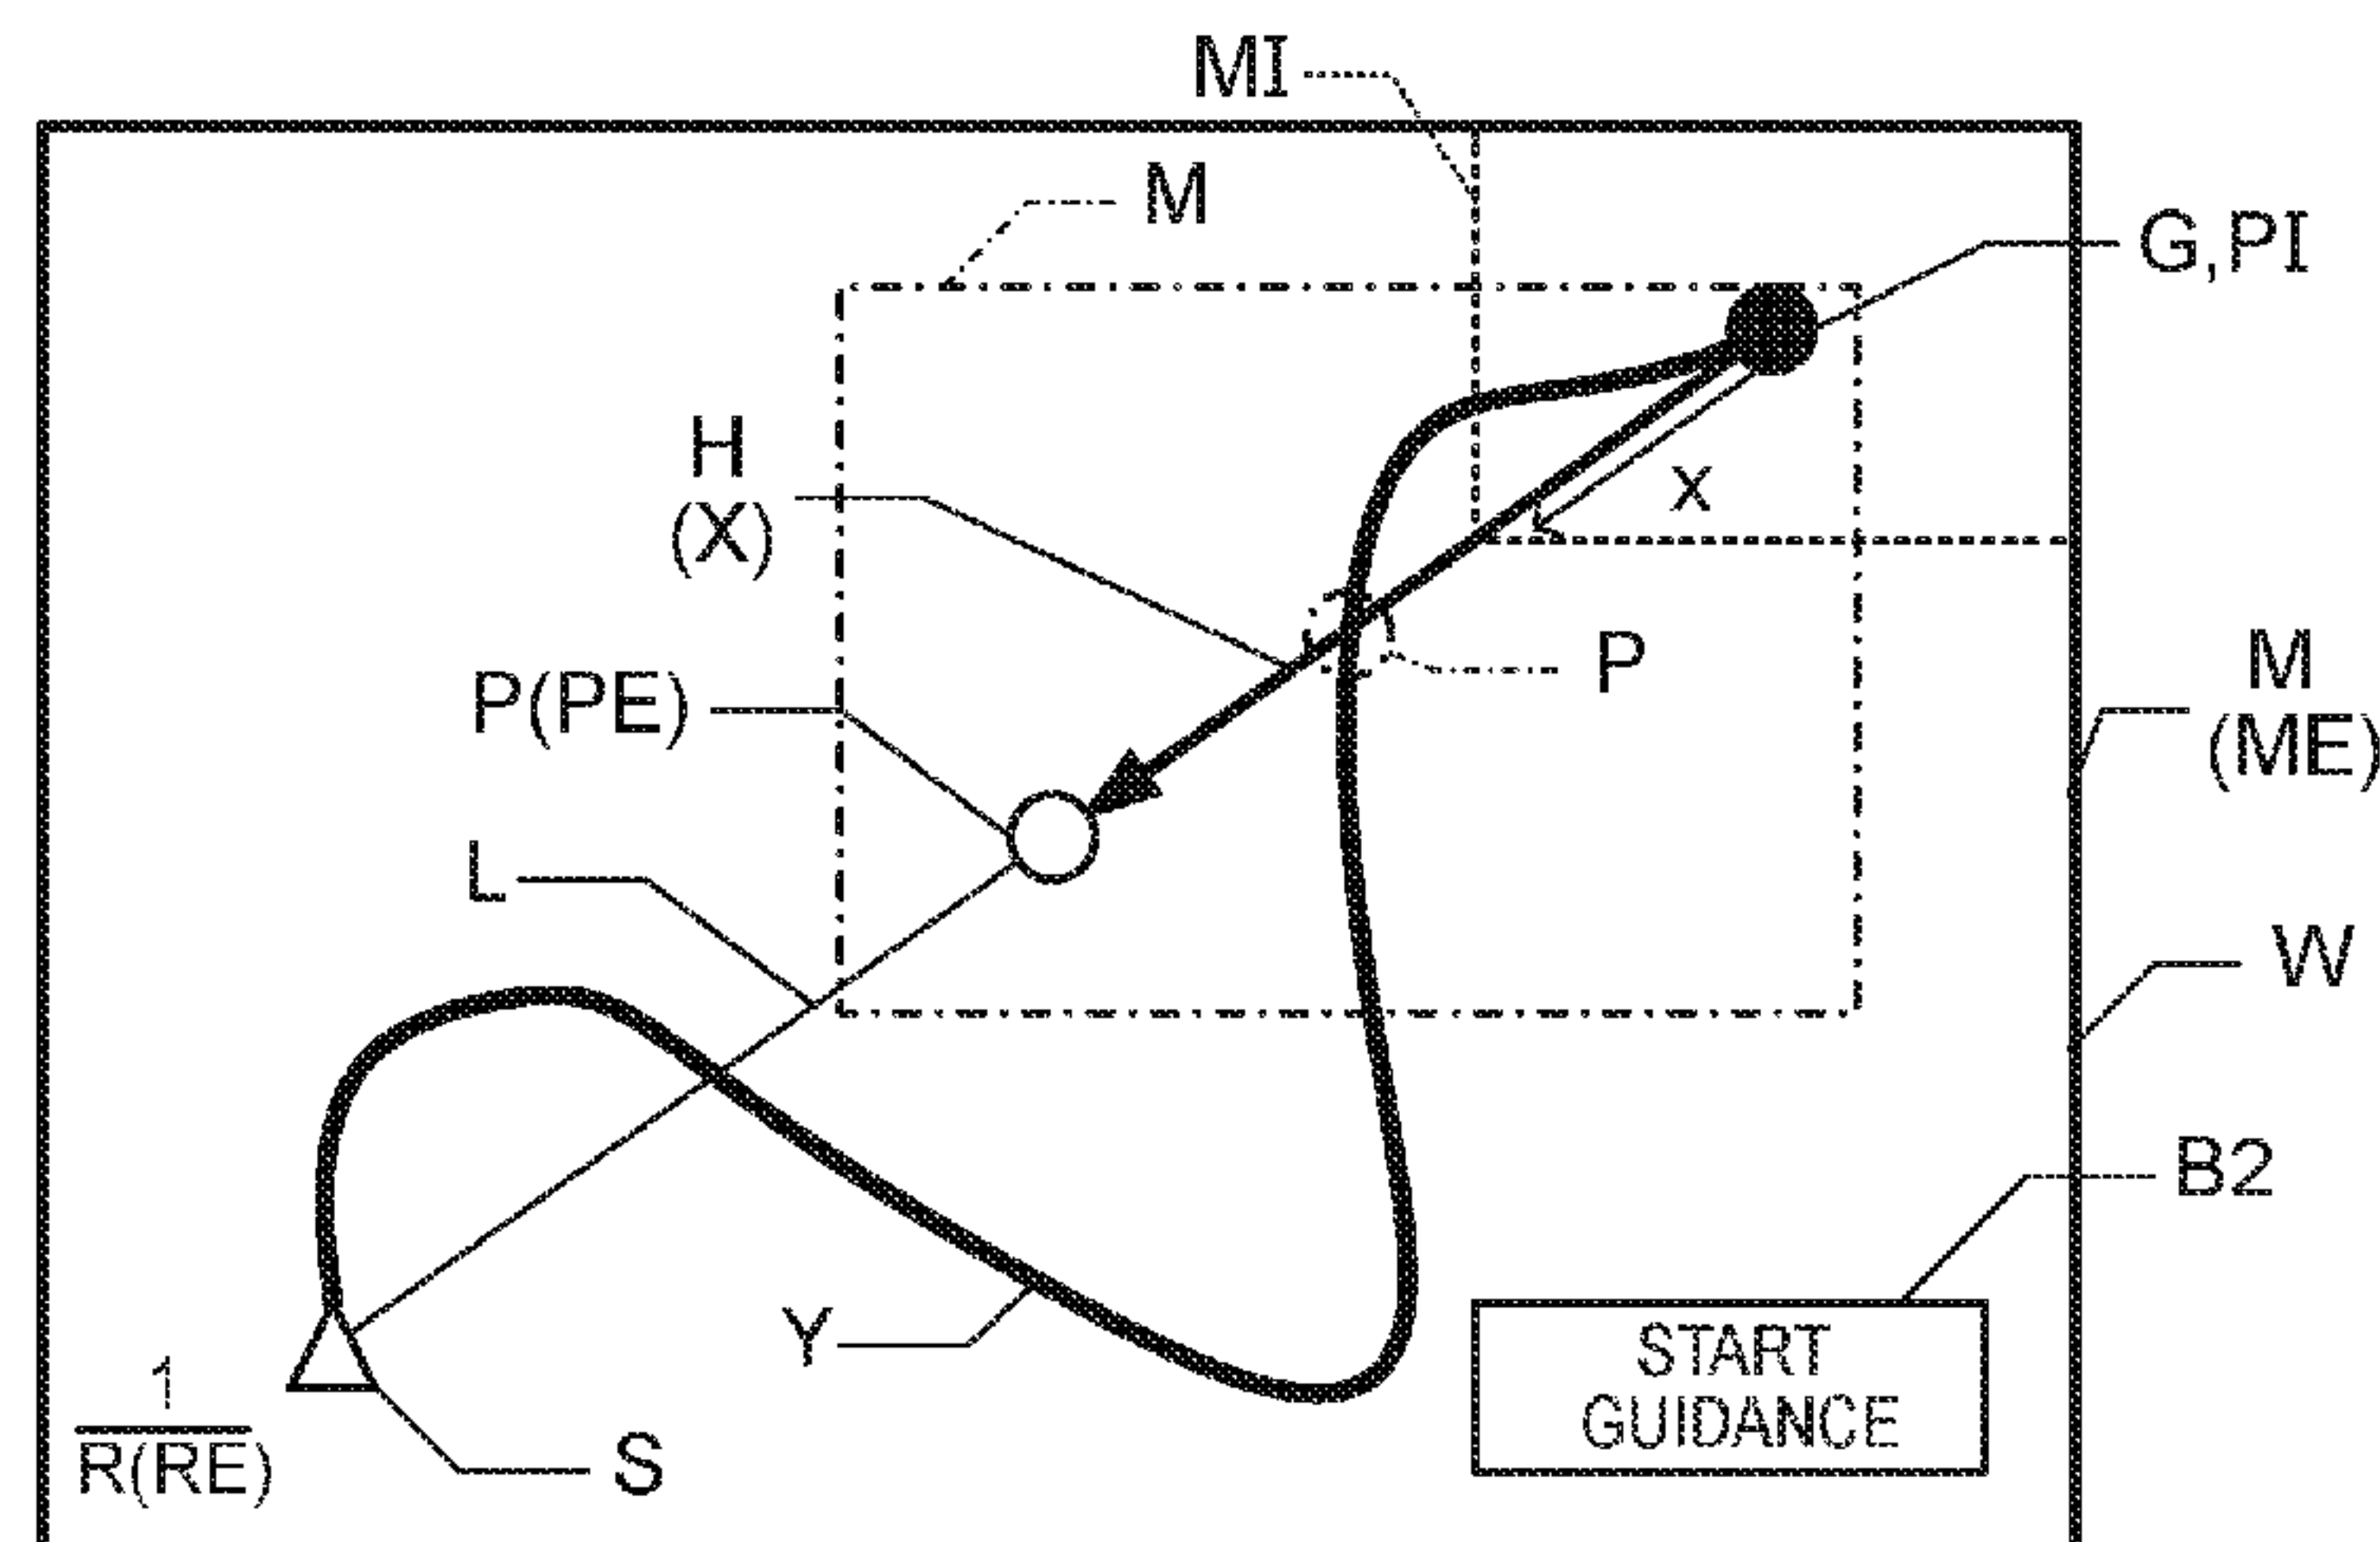 MI
M
G,PI
H
(X)
x
P
P(PE)
M
(ME)
L
W
B2
Y
START
GUIDANCE
1
R(RE)
S